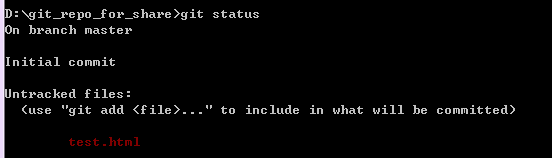 D:\git_repo_for_share>git status
On branch master
Initial commit
Untracked files:
(use "git add <file>..." to include in what will be committed)
test.html